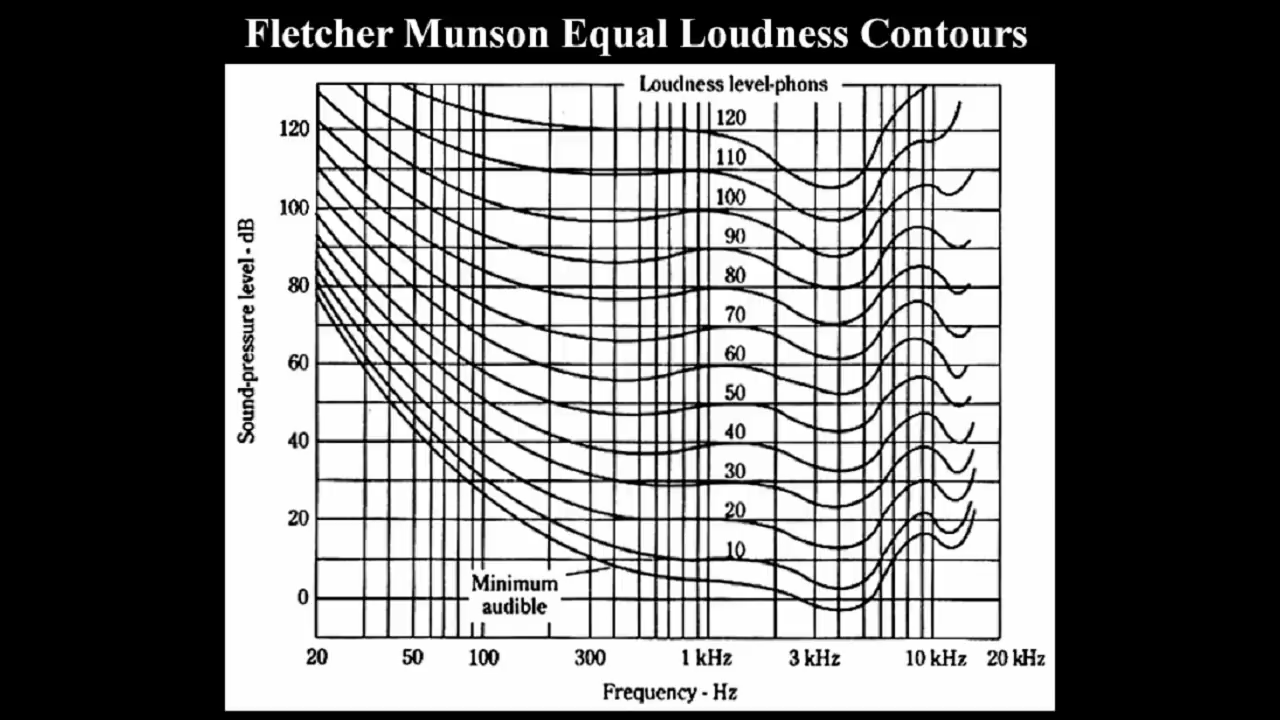 Fletcher Munson Equal Loudness Contours
Loudness level-phons
120
110
100
90
80
70
60
50
40
30
20
10
Minimum
audible
Sound-pressure level - dB
120
100
80
60
40
20
0
20 50 100 300 1 kHz 3 kHz 10 kHz 20 kHz
Frequency - Hz